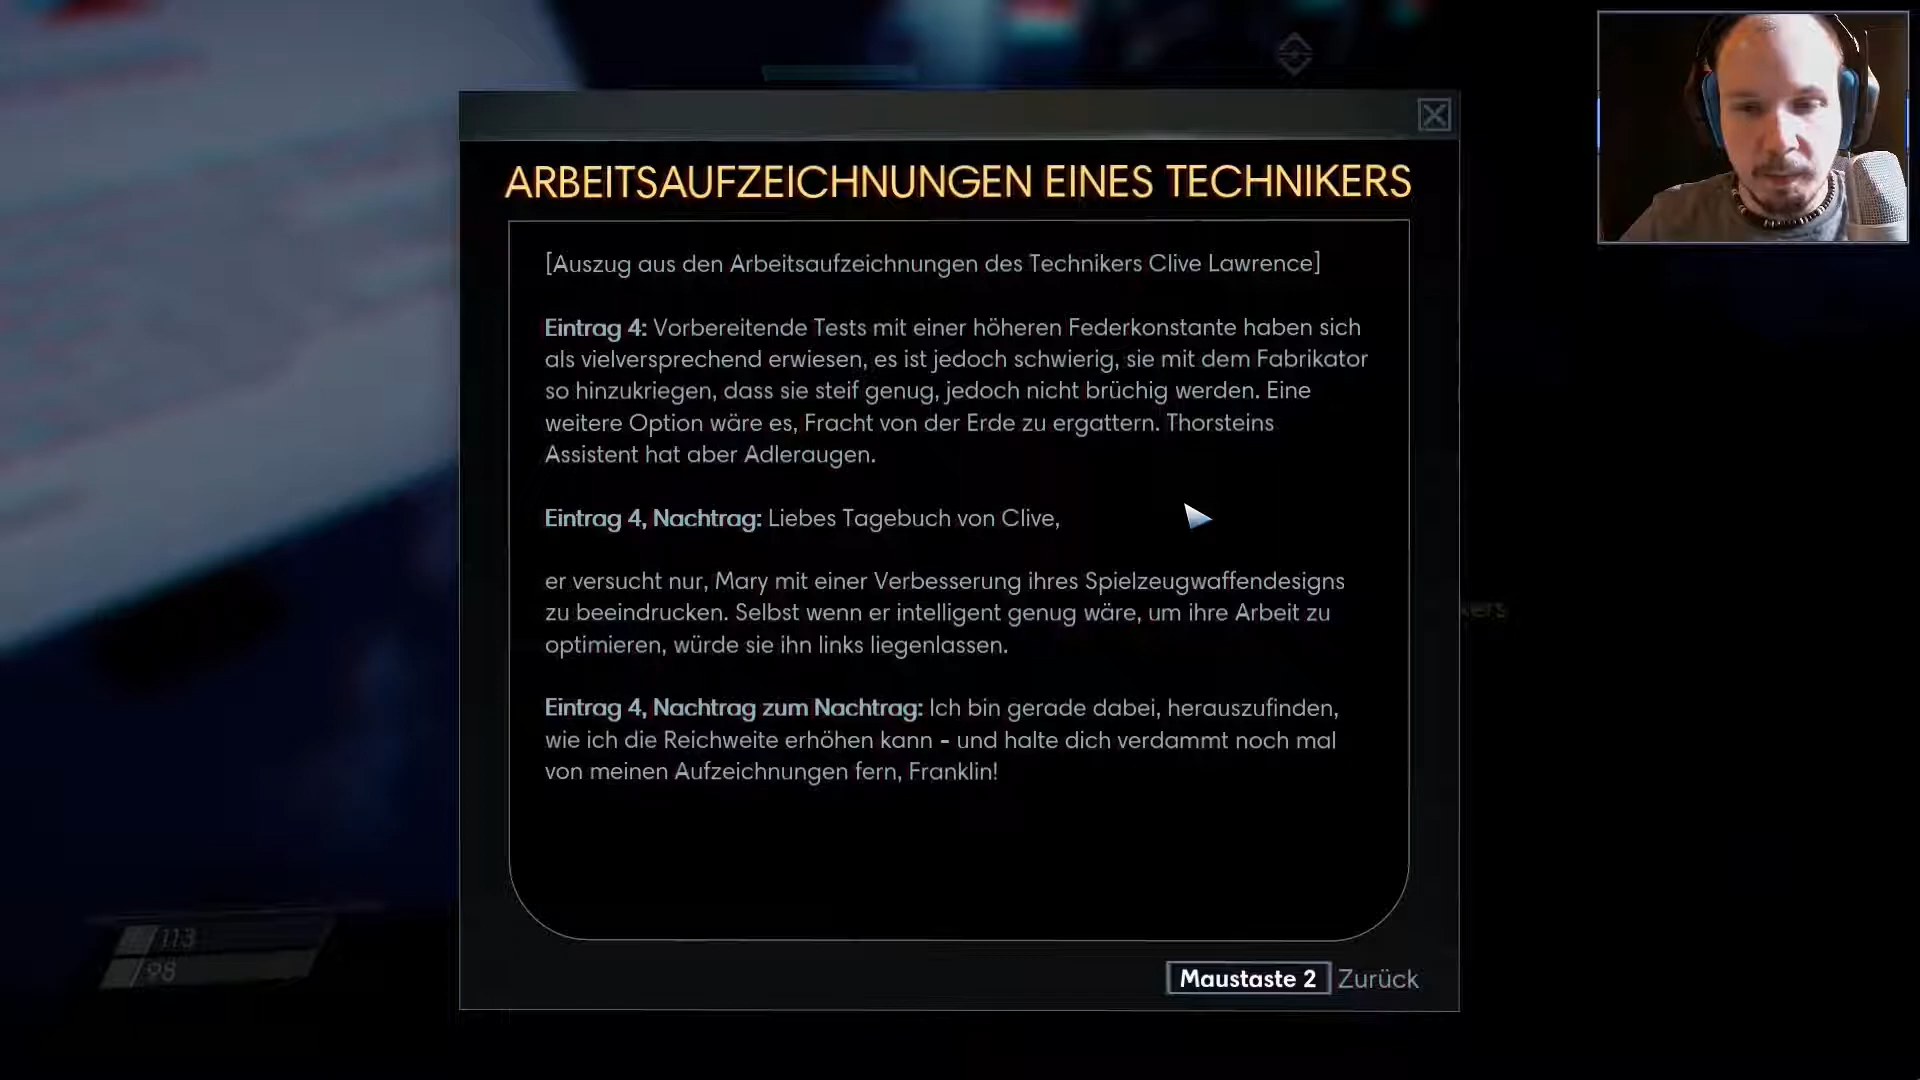 ARBEITSAUFZEICHNUNGEN EINES TECHNIKERS
[Auszug aus den Arbeitsaufzeichnungen des Technikers Clive Lawrence]
Eintrag 4: Vorbereitende Tests mit einer höheren Federkonstante haben sich
als vielversprechend erwiesen, es ist jedoch schwierig, sie mit dem Fabrikator
so hinzukriegen, dass sie steif genug, jedoch nicht brüchig werden. Eine
weitere Option wäre es, Fracht von der Erde zu ergattern. Thorsteins
Assistent hat aber Adleraugen.
Eintrag 4, Nachtrag: Liebes Tagebuch von Clive,
er versucht nur, Mary mit einer Verbesserung ihres Spielzeugwaffendesigns
zu beeindrucken. Selbst wenn er intelligent genug wäre, um ihre Arbeit zu
optimieren, würde sie ihn links liegenlassen.
Eintrag 4, Nachtrag zum Nachtrag: Ich bin gerade dabei, herauszufinden,
wie ich die Reichweite erhöhen kann - und halte dich verdammt noch mal
von meinen Aufzeichnungen fern, Franklin!
113
98
Maustaste 2 Zurück